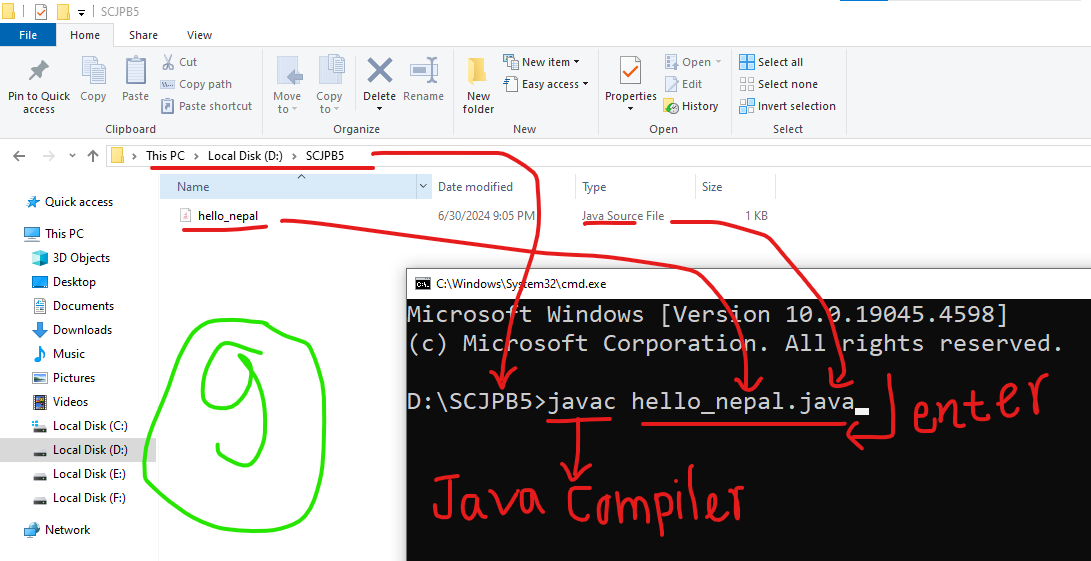 SCJPB5
File Home Share View
Pin to Quick access
Copy
Paste
Cut
Copy path
Paste shortcut
Move to
Copy to
Delete
Rename
New folder
New item
Easy access
Properties
Open
Edit
History
Select all
Select none
Invert selection
Clipboard Organize New Open Select
This PC > Local Disk (D:) > SCJPB5
Name Date modified Type Size
hello_nepal 6/30/2024 9:05 PM Java Source File 1 KB
Quick access
This PC
3D Objects
Desktop
Documents
Downloads
Music
Pictures
Videos
Local Disk (C:)
Local Disk (D:)
Local Disk (E:)
Local Disk (F:)
Network
9
C:\Windows\System32\cmd.exe
Microsoft Windows [Version 10.0.19045.4598]
(c) Microsoft Corporation. All rights reserved.
D:\SCJPB5>javac hello_nepal.java
enter
Java Compiler